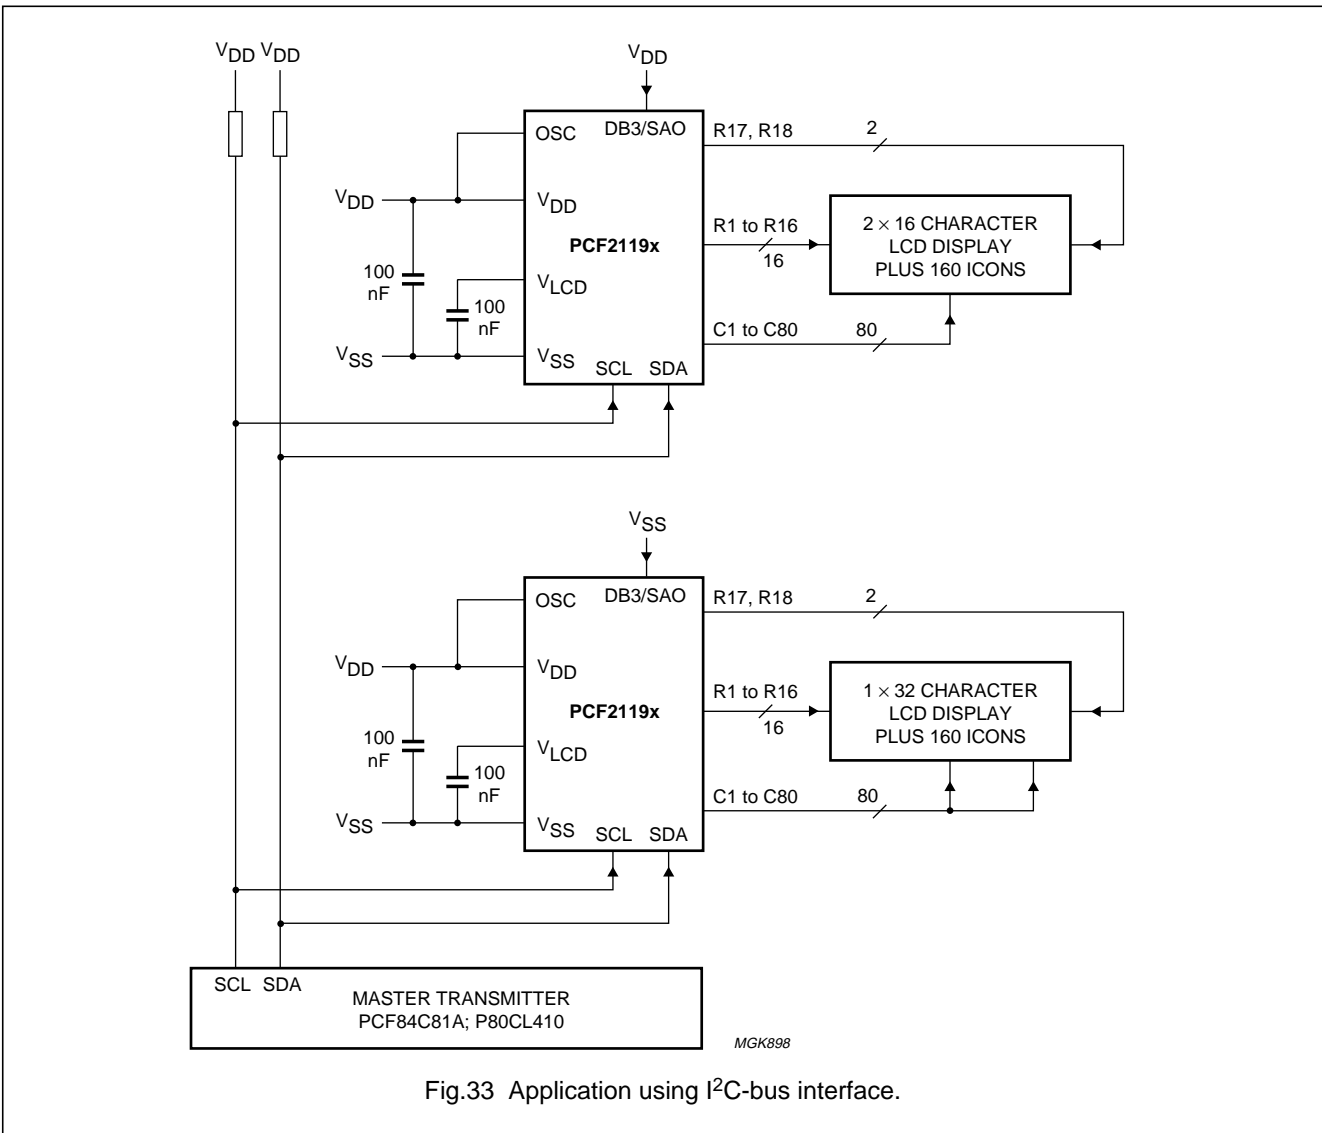 VDD VDD
VDD
OSC
DB3/SAO
R17, R18
2
VDD
VDD
R1 to R16
16
2 × 16 CHARACTER
LCD DISPLAY
PLUS 160 ICONS
PCF2119x
100
nF
VLCD
100
nF
C1 to C80
80
VSS
VSS
SCL
SDA
VSS
OSC
DB3/SAO
R17, R18
2
VDD
VDD
R1 to R16
16
1 × 32 CHARACTER
LCD DISPLAY
PLUS 160 ICONS
PCF2119x
100
nF
VLCD
100
nF
C1 to C80
80
VSS
VSS
SCL
SDA
SCL SDA
MASTER TRANSMITTER
PCF84C81A; P80CL410
MGK898
Fig.33 Application using I²C-bus interface.